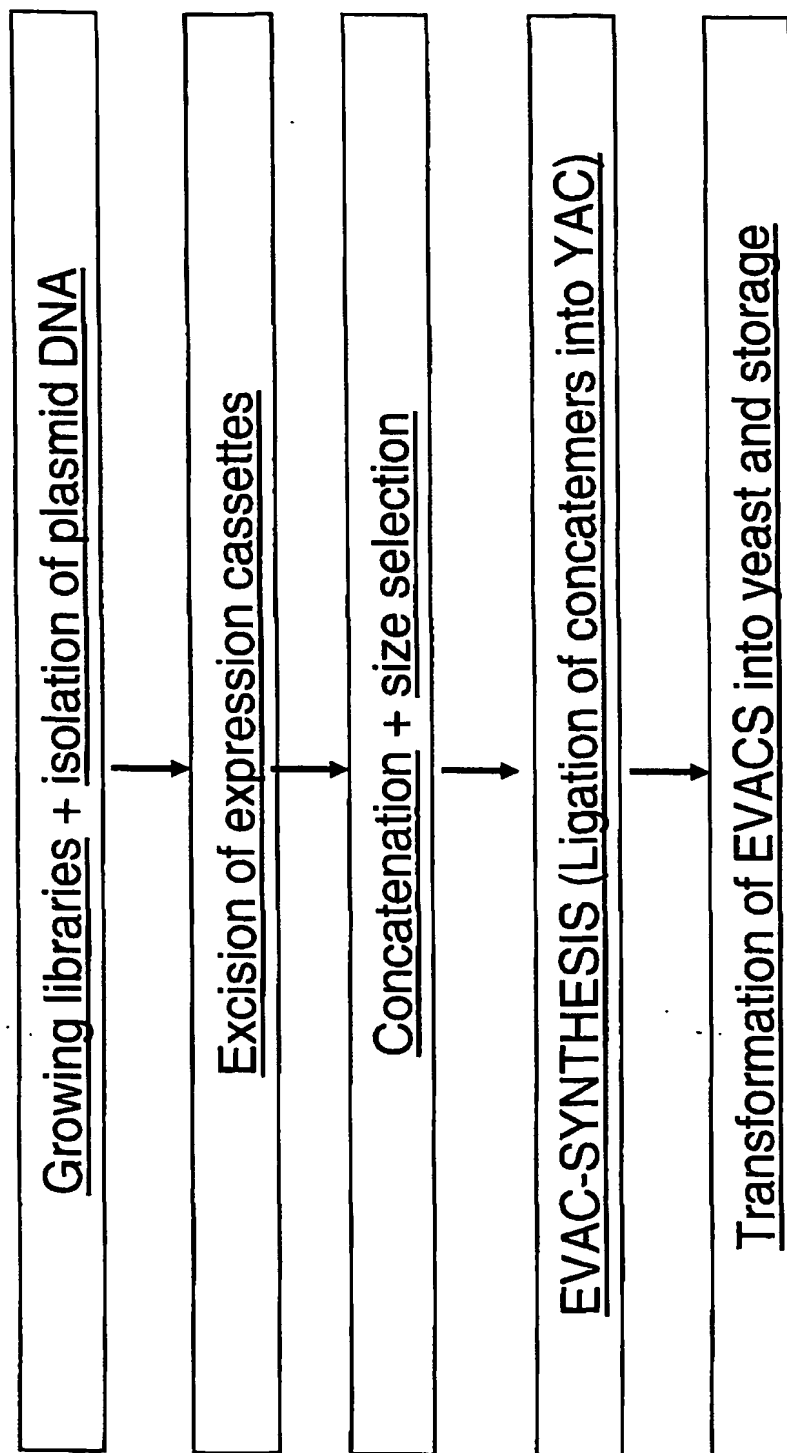 Growing libraries + isolation of plasmid DNA
Excision of expression cassettes
Concatenation + size selection
EVAC-SYNTHESIS (Ligation of concatemers into YAC)
Transformation of EVACS into yeast and storage